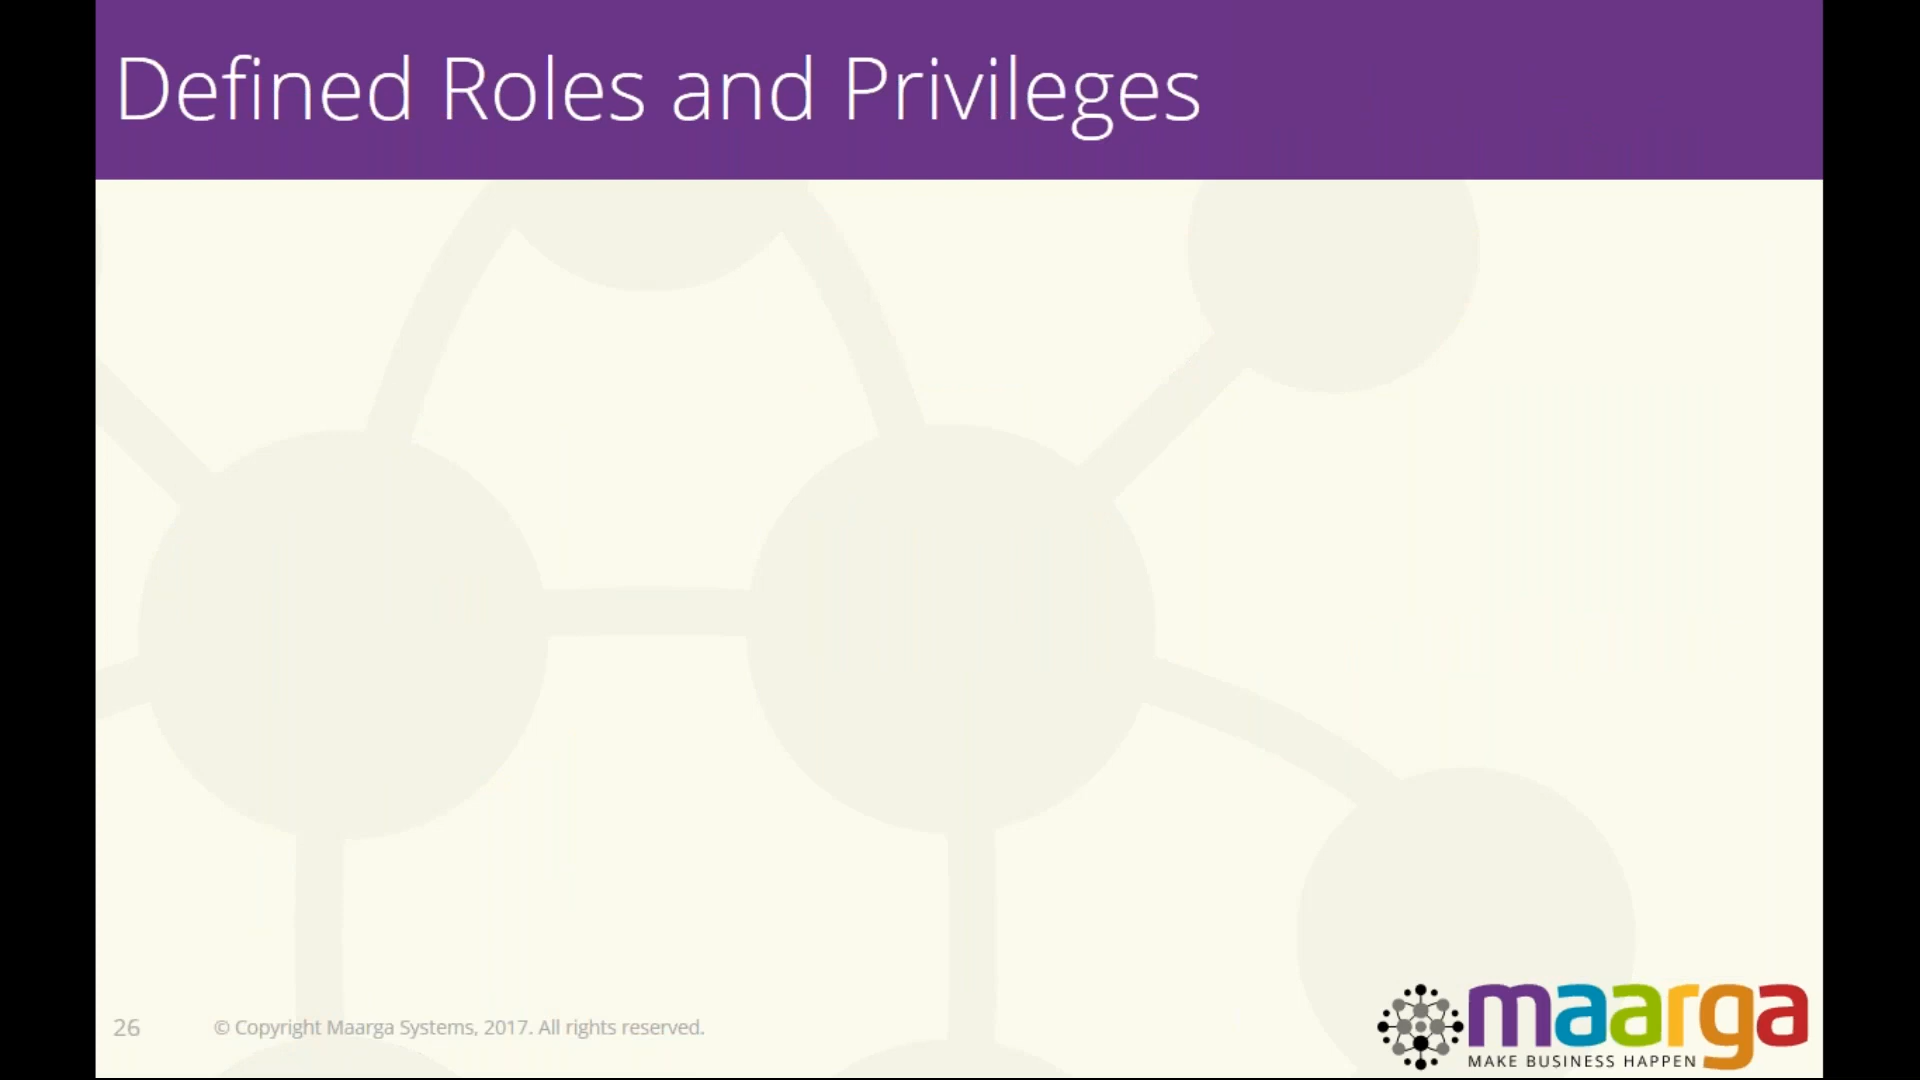 Defined Roles and Privileges
26
© Copyright Maarga Systems, 2017. All rights reserved.
maarga
MAKE BUSINESS HAPPEN